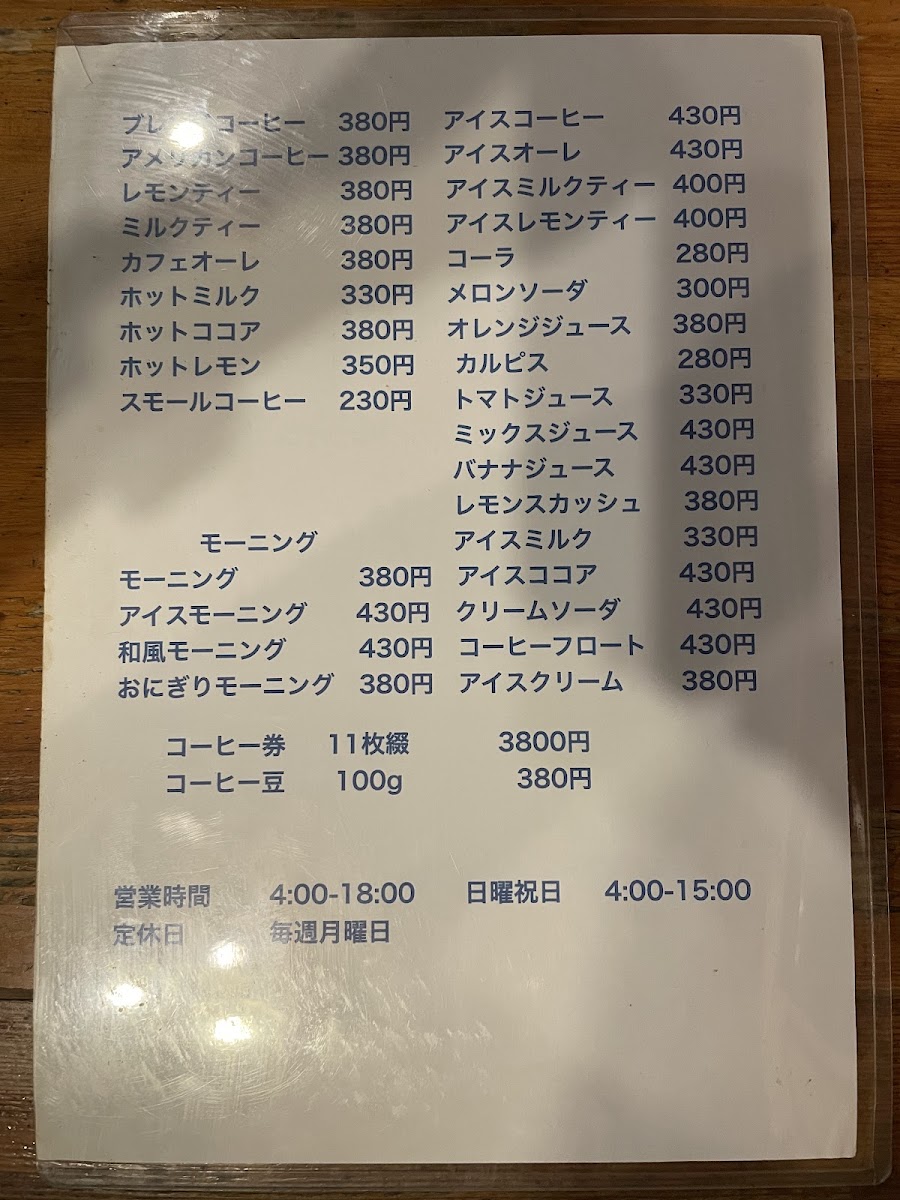 ブレンドコーヒー 380円
アメリカンコーヒー 380円
レモンティー 380円
ミルクティー 380円
カフェオーレ 380円
ホットミルク 330円
ホットココア 380円
ホットレモン 350円
スモールコーヒー 230円
モーニング
モーニング 380円
アイスモーニング 430円
和風モーニング 430円
おにぎりモーニング 380円
アイスコーヒー 430円
アイスオーレ 430円
アイスミルクティー 400円
アイスレモンティー 400円
コーラ 280円
メロンソーダ 300円
オレンジジュース 380円
カルピス 280円
トマトジュース 330円
ミックスジュース 430円
バナナジュース 430円
レモンスカッシュ 380円
アイスミルク 330円
アイスココア 430円
クリームソーダ 430円
コーヒーフロート 430円
アイスクリーム 380円
コーヒー券 11枚綴 3800円
コーヒー豆 100g 380円
営業時間 4:00-18:00 日曜祝日 4:00-15:00
定休日 毎週月曜日